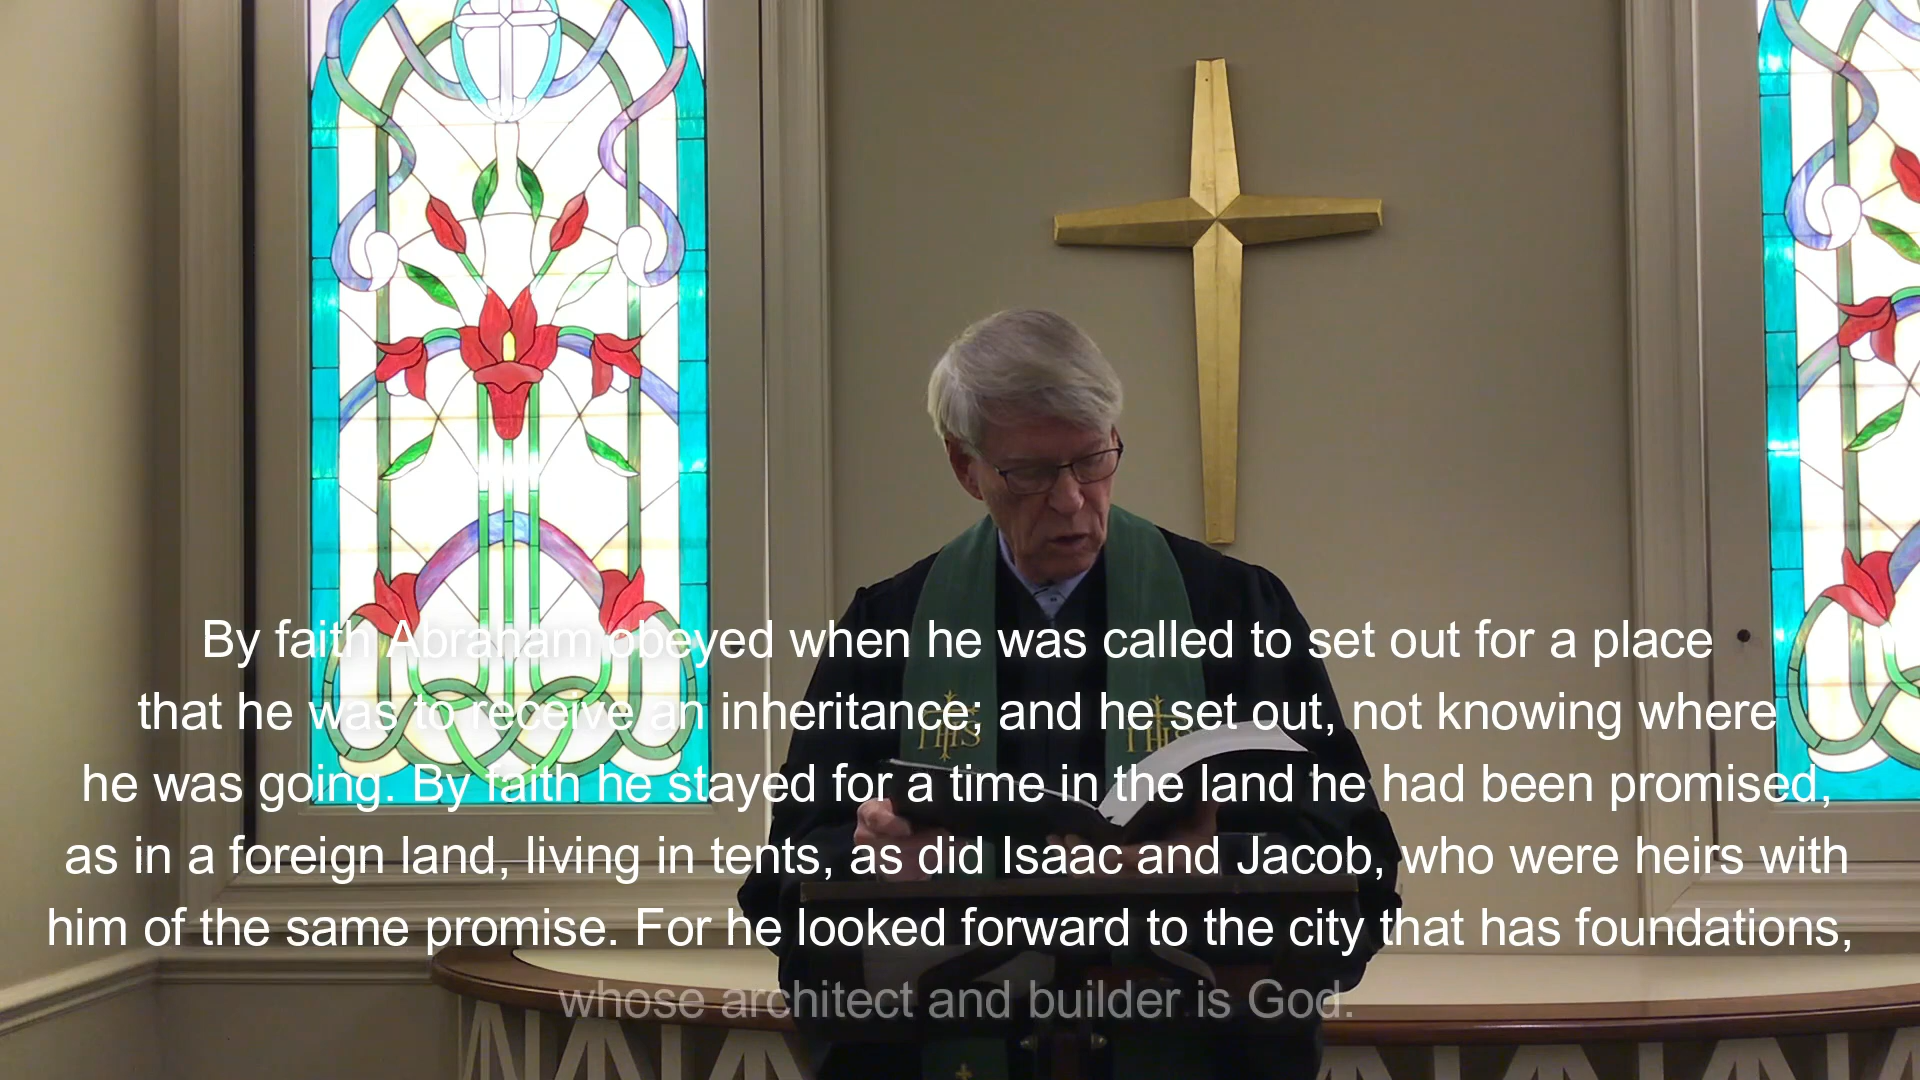 By faith Abraham obeyed when he was called to set out for a place
that he was to receive an inheritance; and he set out, not knowing where
he was going. By faith he stayed for a time in the land he had been promised,
as in a foreign land, living in tents, as did Isaac and Jacob, who were heirs with
him of the same promise. For he looked forward to the city that has foundations,
whose architect and builder is God.
IHS IHS